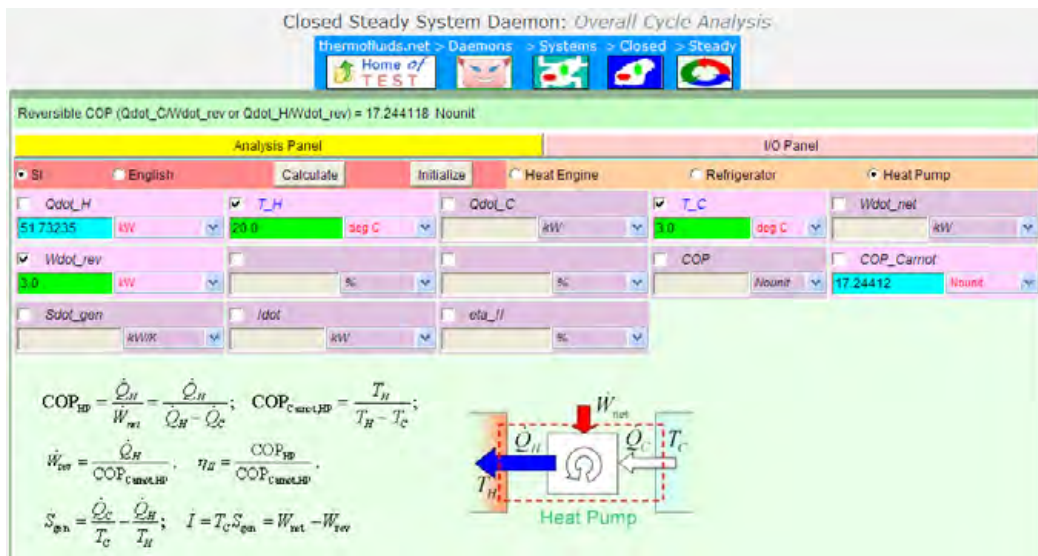 Closed Steady System Daemon: Overall Cycle Analysis
thermofluids.net > Daemons > Systems > Closed > Steady
Home of
TEST
Reversible COP (Qdot_C/Wdot_rev or Qdot_H/Wdot_rev) = 17.244118 Nounit
Analysis Panel I/O Panel
SI English Calculate Initialize Heat Engine Refrigerator Heat Pump
Qdot_H T_H Qdot_C T_C Wdot_net
51.73235 kW 20.0 deg C kW 3.0 deg C kW
Wdot_rev COP COP_Carnot
3.0 kW % % Nounit 17.24412 Nounit
Sdot_gen Idot eta_II
kW/K kW %
COP_HP = Q̇_H / Ẇ_net = Q̇_H / (Q̇_H − Q̇_C); COP_Carnot,HP = T_H / (T_H − T_C);
Ẇ_rev = Q̇_H / COP_Carnot,HP . η_II = COP_HP / COP_Carnot,HP .
Ṡ_gen = Q̇_C / T_C − Q̇_H / T_H; İ = T_C Ṡ_gen = Ẇ_net − Ẇ_rev
Ẇ_net
Q̇_H Q̇_C T_C
T_H
Heat Pump